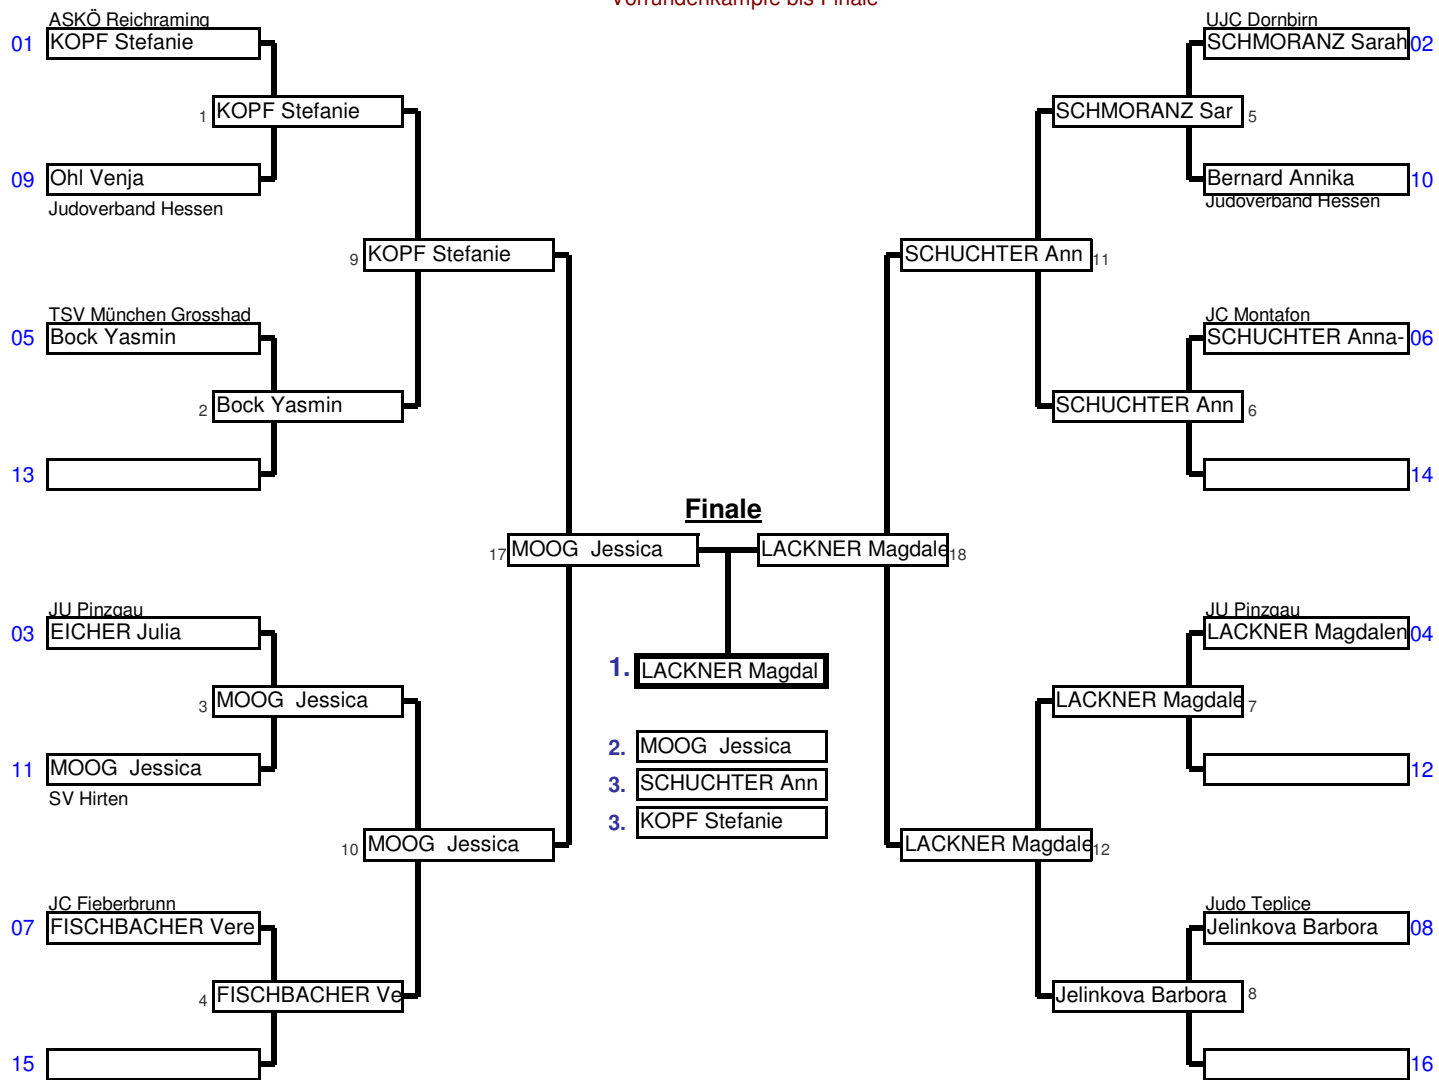 Vorrundenkämpfe bis Finale
ASKÖ Reichraming
01 KOPF Stefanie
1 KOPF Stefanie
09 Ohl Venja
Judoverband Hessen
9 KOPF Stefanie
TSV München Grosshad
05 Bock Yasmin
2 Bock Yasmin
13
17 MOOG Jessica
JU Pinzgau
03 EICHER Julia
3 MOOG Jessica
11 MOOG Jessica
SV Hirten
10 MOOG Jessica
JC Fieberbrunn
07 FISCHBACHER Vere
4 FISCHBACHER Ve
15
Finale
1. LACKNER Magdal
2. MOOG Jessica
3. SCHUCHTER Ann
3. KOPF Stefanie
UJC Dornbirn
SCHMORANZ Sarah 02
SCHMORANZ Sar 5
Bernard Annika 10
Judoverband Hessen
SCHUCHTER Ann 11
JC Montafon
SCHUCHTER Anna- 06
SCHUCHTER Ann 6
14
LACKNER Magdale 18
JU Pinzgau
LACKNER Magdalen 04
LACKNER Magdale 7
12
LACKNER Magdale 12
Judo Teplice
Jelinkova Barbora 08
Jelinkova Barbora 8
16